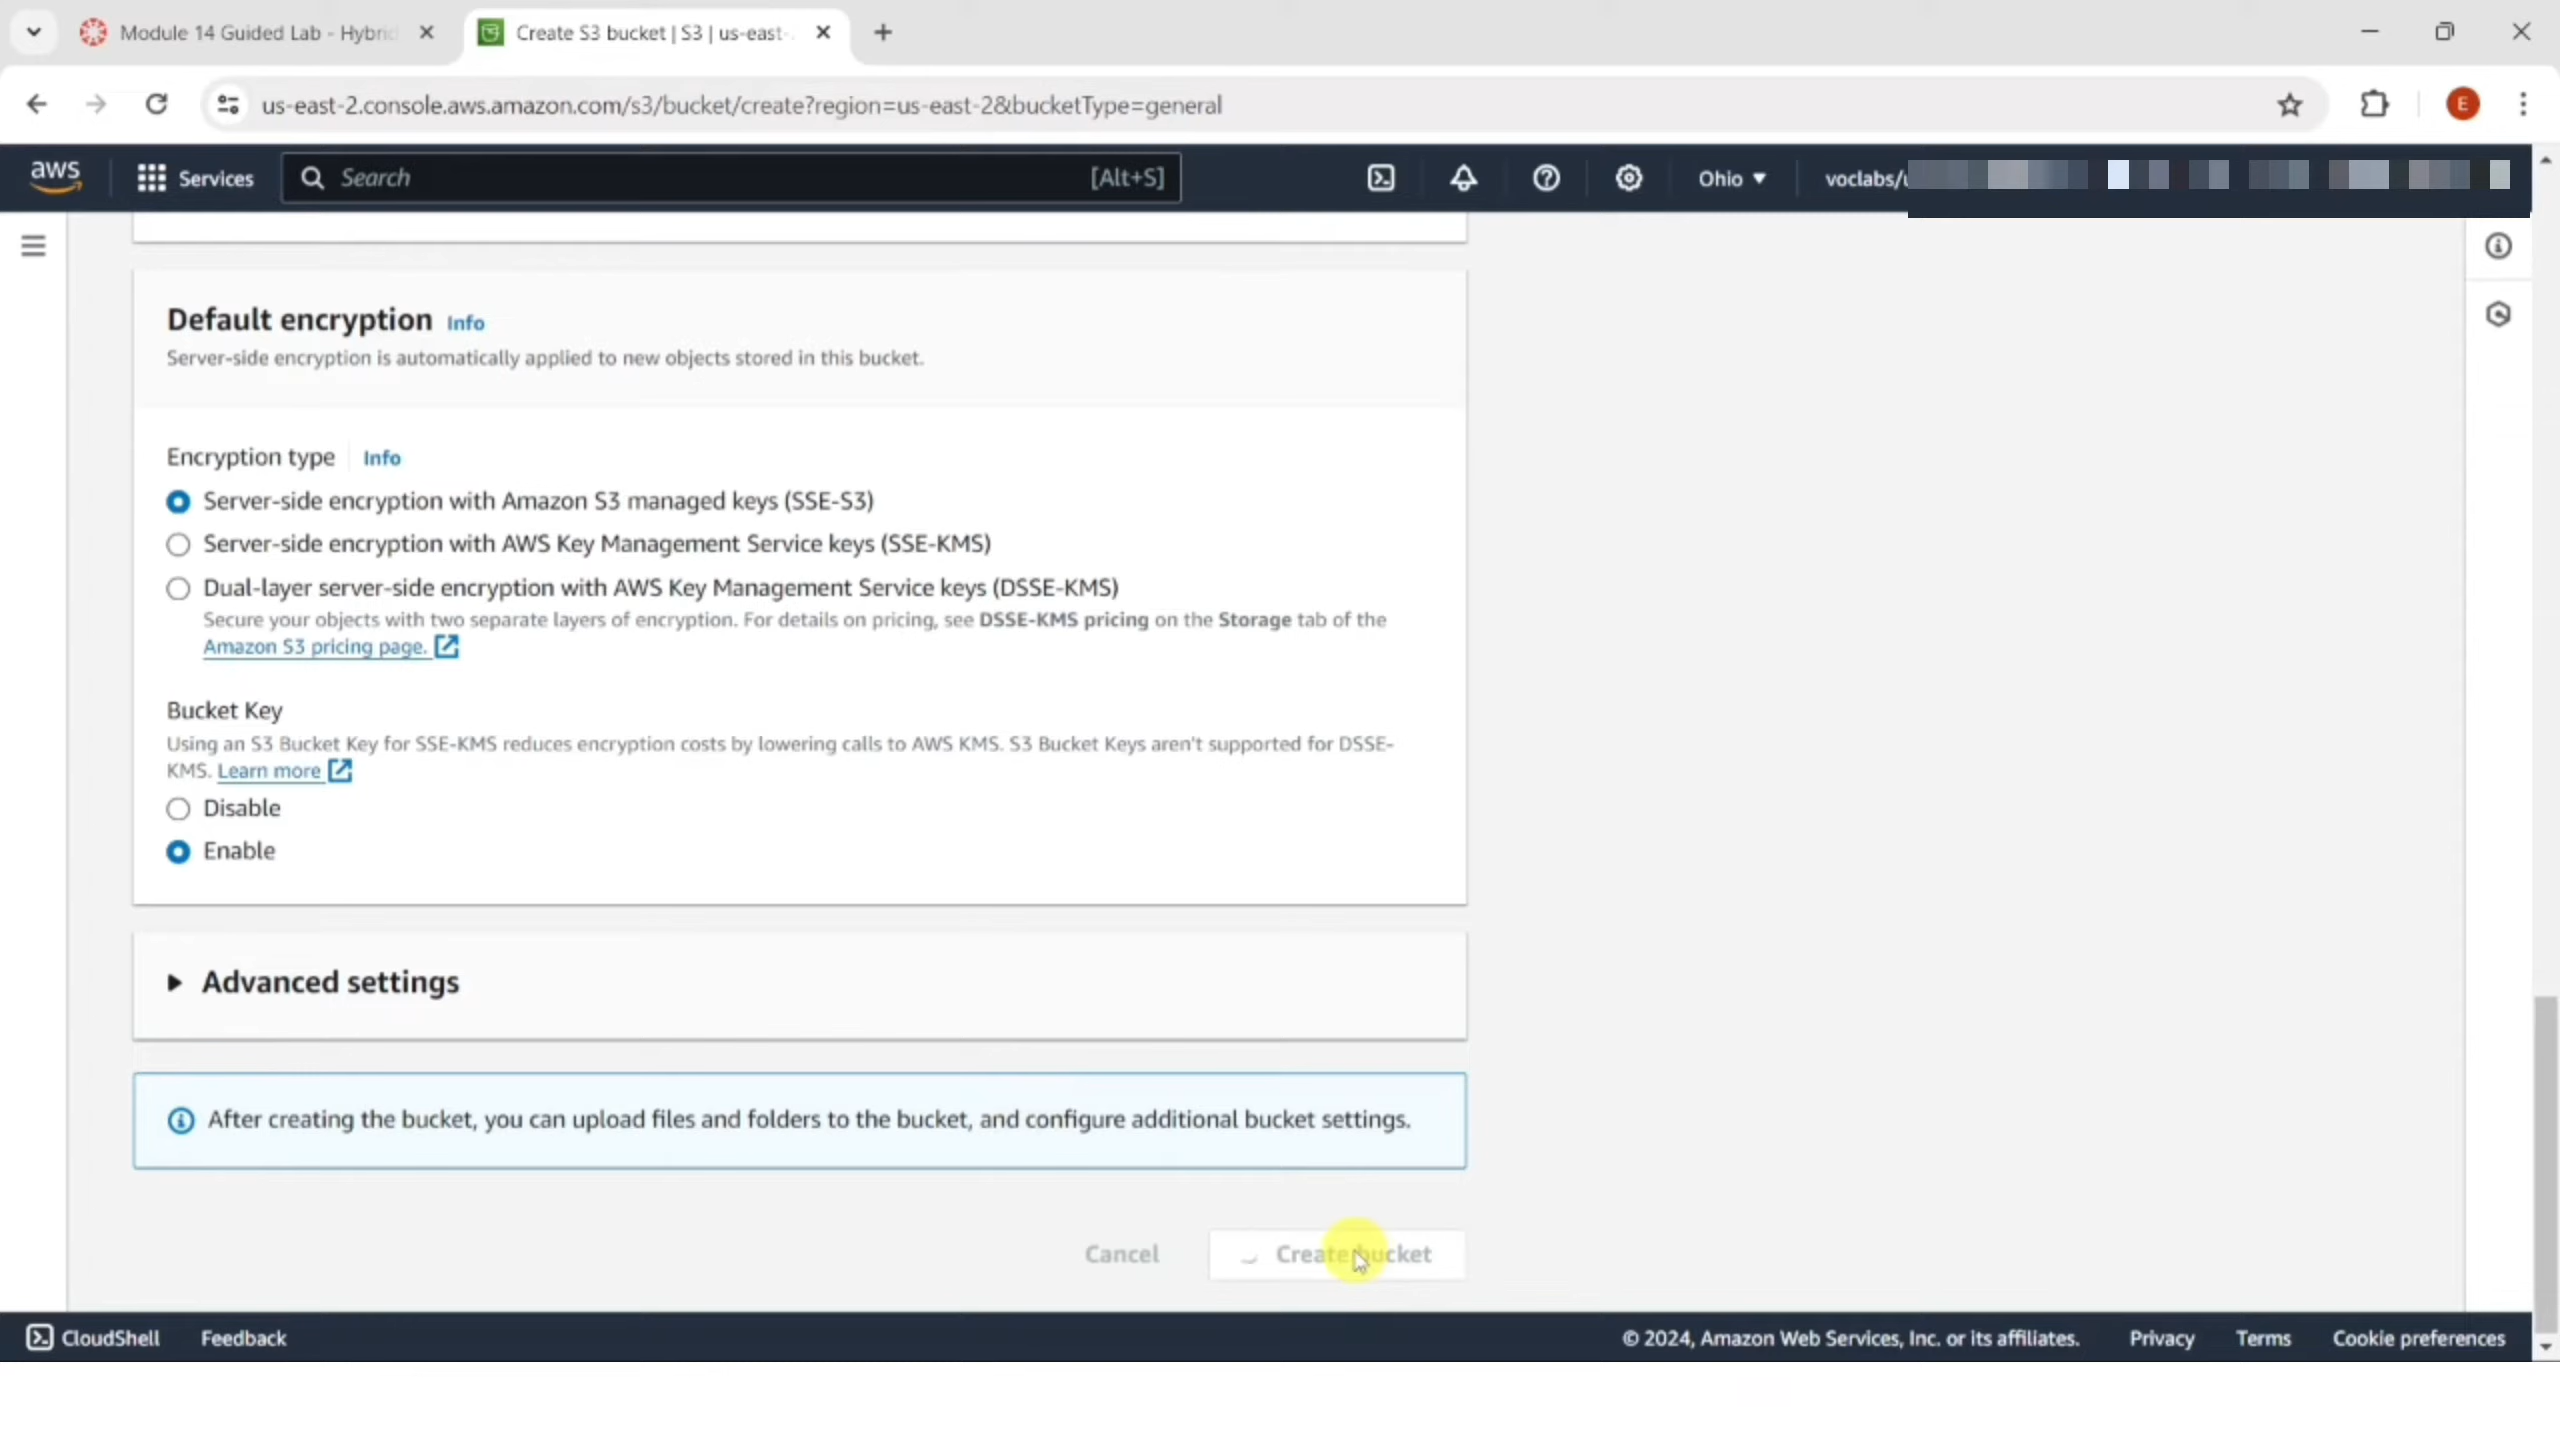 Module 14 Guided Lab - Hybrid
Create S3 bucket | S3 | us-east-
us-east-2.console.aws.amazon.com/s3/bucket/create?region=us-east-2&bucketType=general
E
aws
Services
Search
[Alt+S]
Ohio
voclabs/
Default encryption Info
Server-side encryption is automatically applied to new objects stored in this bucket.
Encryption type Info
Server-side encryption with Amazon S3 managed keys (SSE-S3)
Server-side encryption with AWS Key Management Service keys (SSE-KMS)
Dual-layer server-side encryption with AWS Key Management Service keys (DSSE-KMS)
Secure your objects with two separate layers of encryption. For details on pricing, see DSSE-KMS pricing on the Storage tab of the
Amazon S3 pricing page.
Bucket Key
Using an S3 Bucket Key for SSE-KMS reduces encryption costs by lowering calls to AWS KMS. S3 Bucket Keys aren't supported for DSSE-
KMS. Learn more
Disable
Enable
Advanced settings
After creating the bucket, you can upload files and folders to the bucket, and configure additional bucket settings.
Cancel
Create bucket
CloudShell
Feedback
© 2024, Amazon Web Services, Inc. or its affiliates.
Privacy
Terms
Cookie preferences